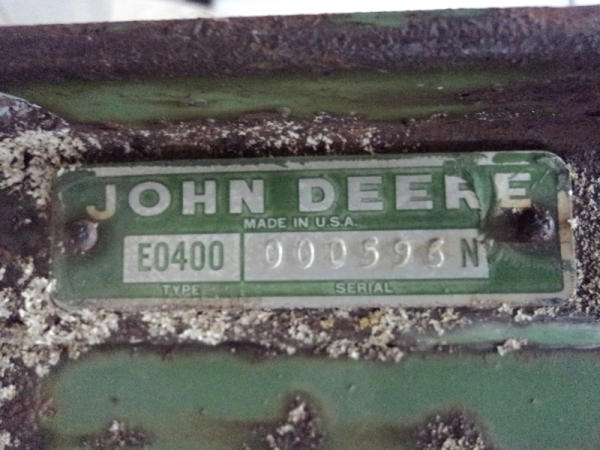 JOHN DEERE
MADE IN U.S.A.
E0400 000596 N
TYPE SERIAL